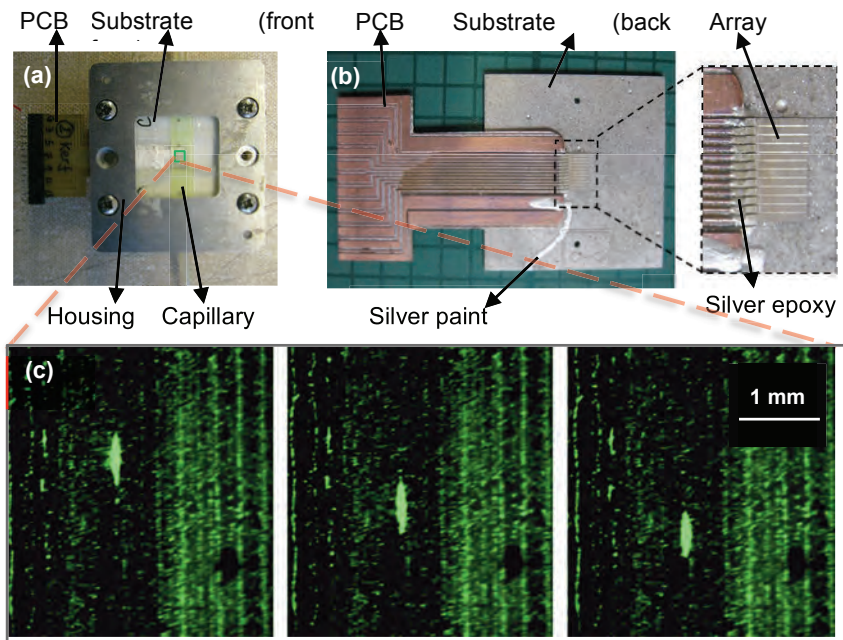 PCB Substrate (front PCB Substrate (back Array
(a)
(b)
Housing Capillary Silver paint Silver epoxy
(c)
1 mm